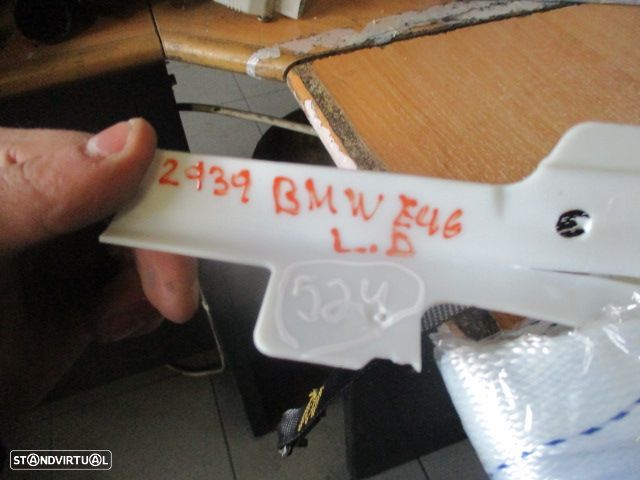 2939 BMW E46
L..D
524
STANDVIRTUAL